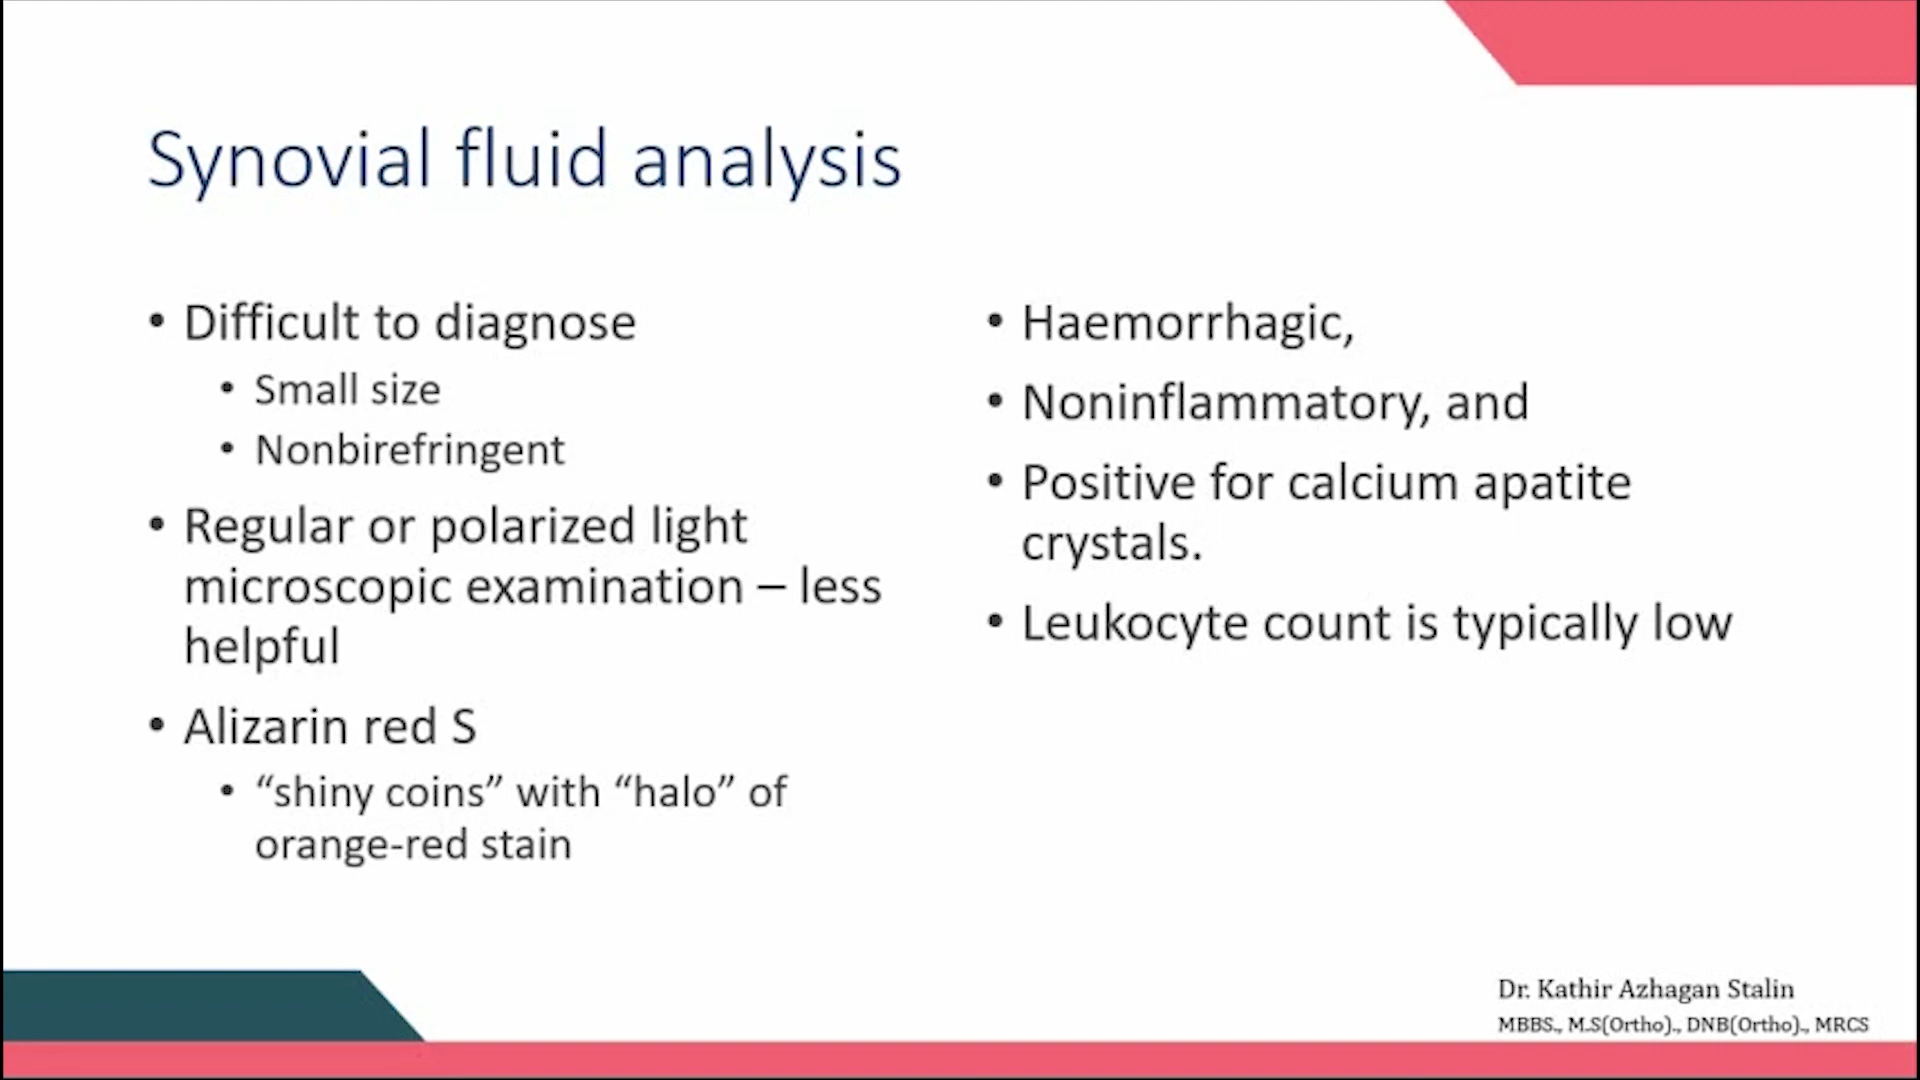 Synovial fluid analysis
• Difficult to diagnose
• Small size
• Nonbirefringent
• Regular or polarized light
microscopic examination – less
helpful
• Alizarin red S
• “shiny coins” with “halo” of
orange-red stain
• Haemorrhagic,
• Noninflammatory, and
• Positive for calcium apatite
crystals.
• Leukocyte count is typically low
Dr. Kathir Azhagan Stalin
MBBS., M.S(Ortho)., DNB(Ortho)., MRCS